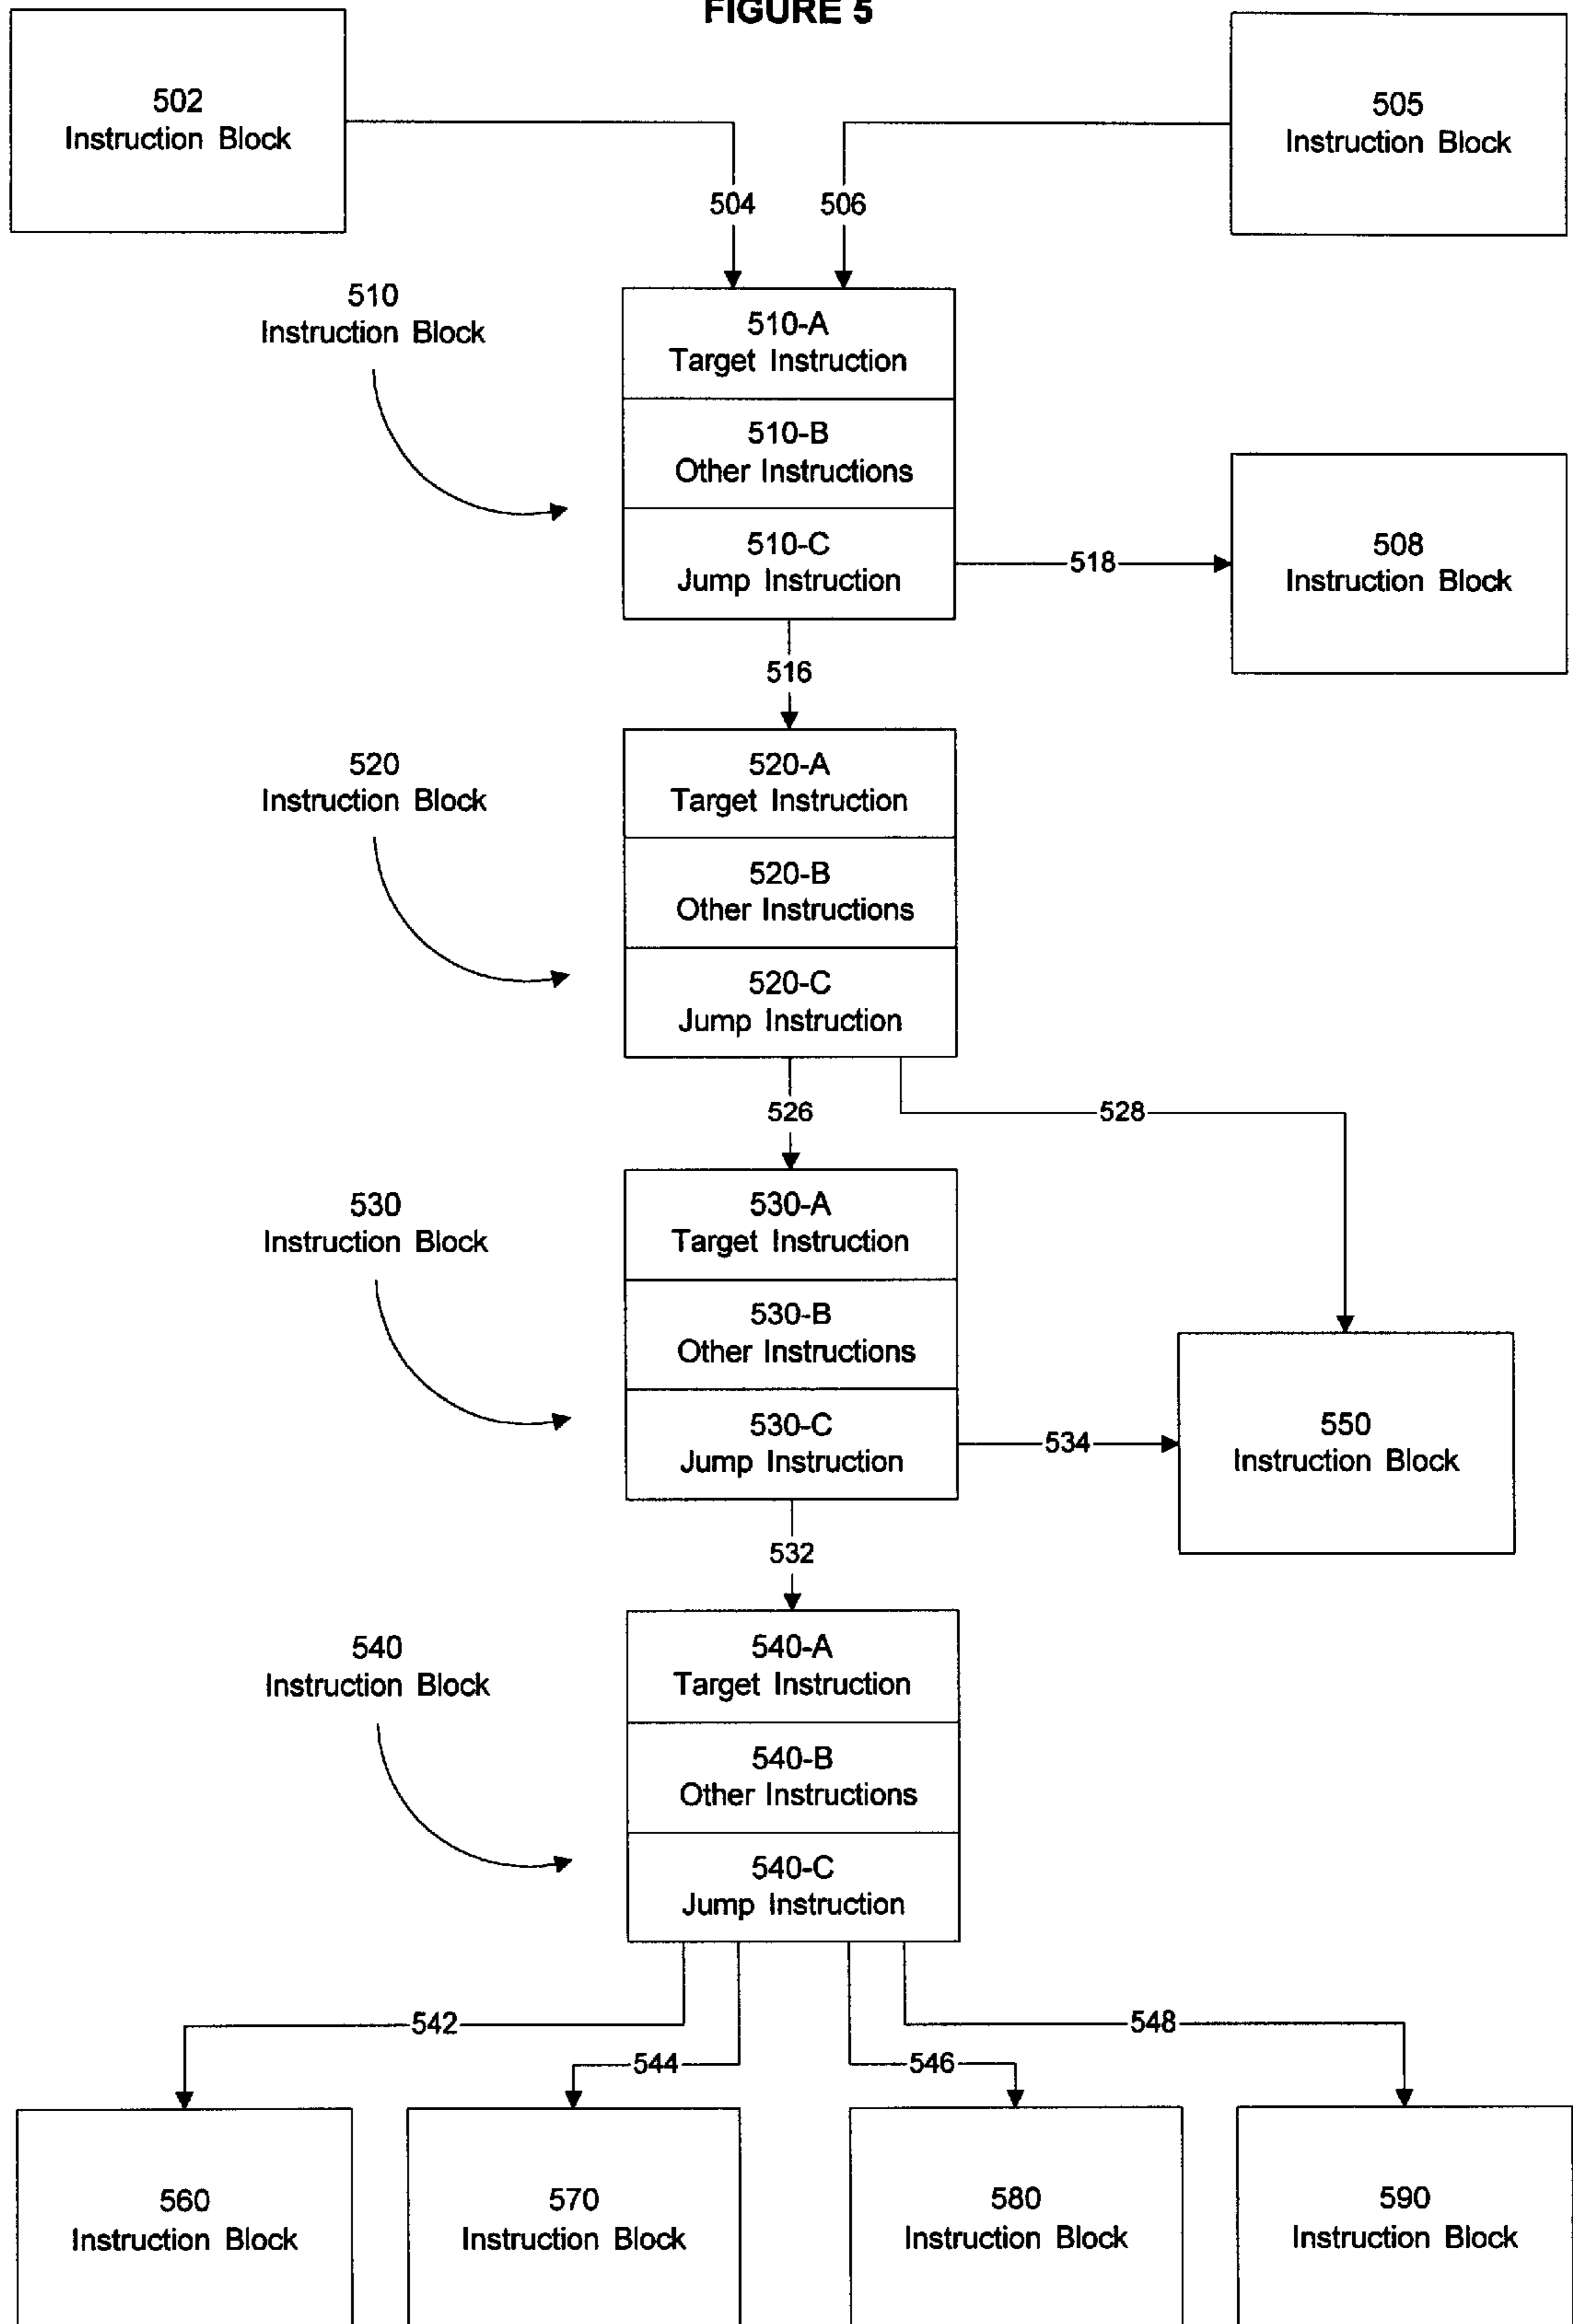 FIGURE 5
502
Instruction Block
505
Instruction Block
504
506
510
Instruction Block
510-A
Target Instruction
510-B
Other Instructions
510-C
Jump Instruction
518
508
Instruction Block
516
520
Instruction Block
520-A
Target Instruction
520-B
Other Instructions
520-C
Jump Instruction
526
528
530
Instruction Block
530-A
Target Instruction
530-B
Other Instructions
530-C
Jump Instruction
534
550
Instruction Block
532
540
Instruction Block
540-A
Target Instruction
540-B
Other Instructions
540-C
Jump Instruction
542
544
546
548
560
Instruction Block
570
Instruction Block
580
Instruction Block
590
Instruction Block